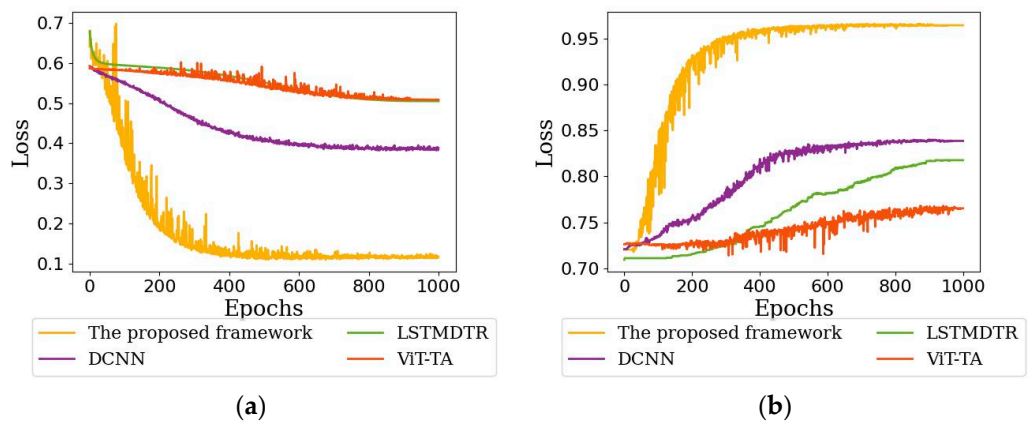 0.7
0.6
0.5
0.4
0.3
0.2
0.1
Loss
0 200 400 600 800 1000
Epochs
The proposed framework LSTMDTR
DCNN ViT-TA
(a)
0.95
0.90
0.85
0.80
0.75
0.70
Loss
0 200 400 600 800 1000
Epochs
The proposed framework LSTMDTR
DCNN ViT-TA
(b)